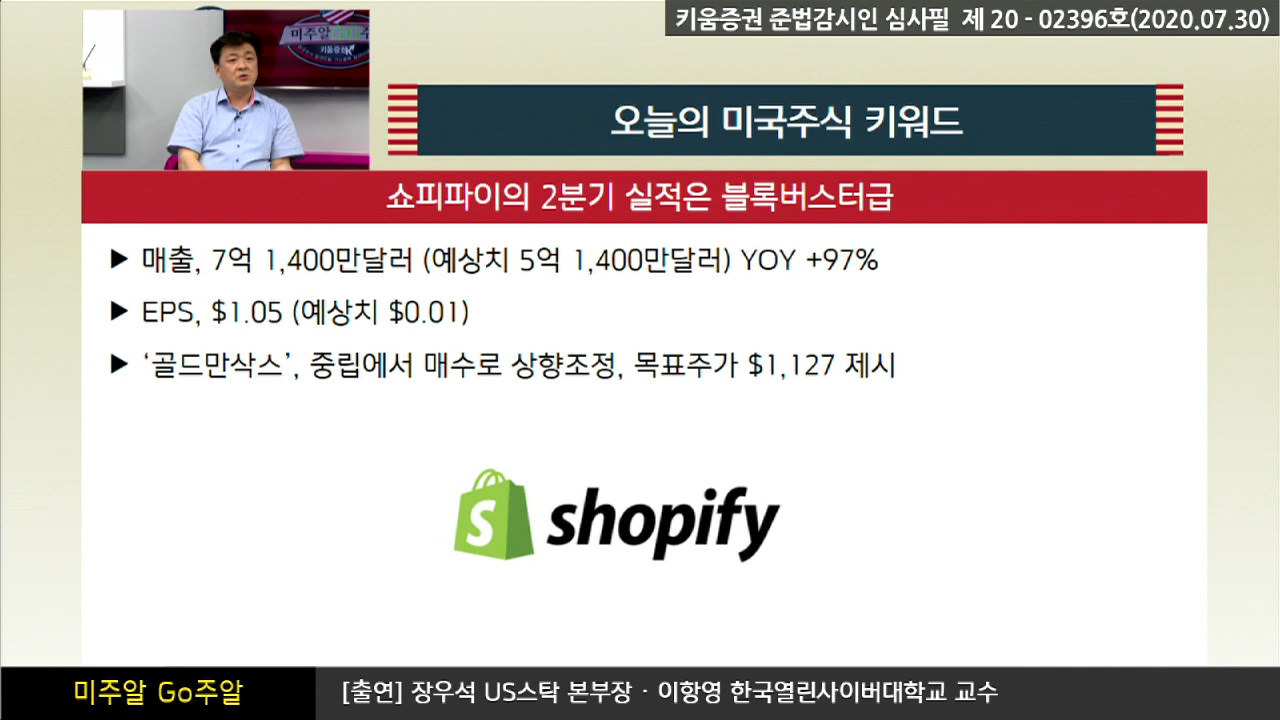 키움증권 준법감시인 심사필 제 20 - 02396호(2020.07.30)
미주알
키움증권
오늘의 미국주식 키워드
쇼피파이의 2분기 실적은 블록버스터급
▶ 매출, 7억 1,400만달러 (예상치 5억 1,400만달러) YOY +97%
▶ EPS, $1.05 (예상치 $0.01)
▶ ‘골드만삭스’, 중립에서 매수로 상향조정, 목표주가 $1,127 제시
S shopify
미주알 Go주알
[출연] 장우석 US스탁 본부장 · 이항영 한국열린사이버대학교 교수